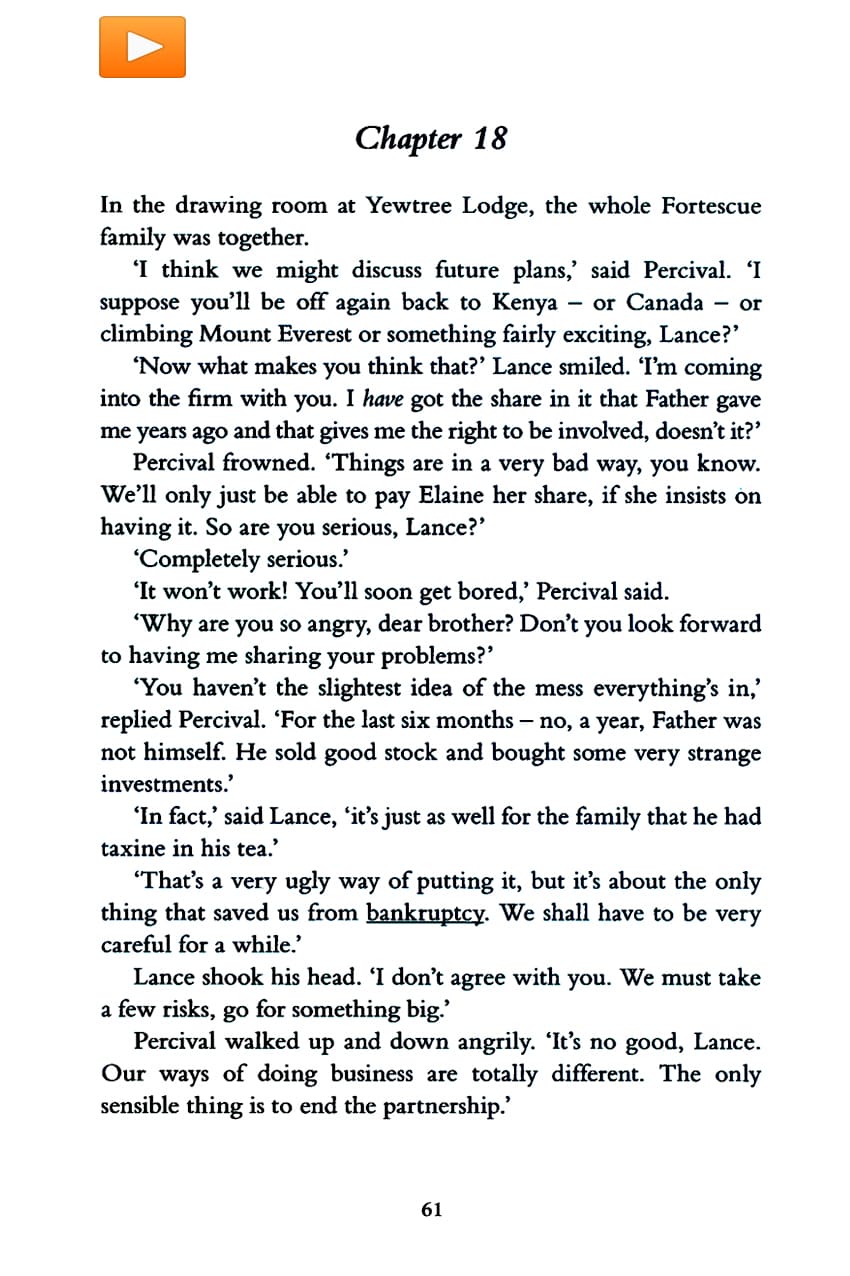 Chapter 18
In the drawing room at Yewtree Lodge, the whole Fortescue
family was together.
‘I think we might discuss future plans,’ said Percival. ‘I
suppose you’ll be off again back to Kenya – or Canada – or
climbing Mount Everest or something fairly exciting, Lance?’
‘Now what makes you think that?’ Lance smiled. ‘I’m coming
into the firm with you. I have got the share in it that Father gave
me years ago and that gives me the right to be involved, doesn’t it?’
Percival frowned. ‘Things are in a very bad way, you know.
We’ll only just be able to pay Elaine her share, if she insists on
having it. So are you serious, Lance?’
‘Completely serious.’
‘It won’t work! You’ll soon get bored,’ Percival said.
‘Why are you so angry, dear brother? Don’t you look forward
to having me sharing your problems?’
‘You haven’t the slightest idea of the mess everything’s in,’
replied Percival. ‘For the last six months – no, a year, Father was
not himself. He sold good stock and bought some very strange
investments.’
‘In fact,’ said Lance, ‘it’s just as well for the family that he had
taxine in his tea.’
‘That’s a very ugly way of putting it, but it’s about the only
thing that saved us from bankruptcy. We shall have to be very
careful for a while.’
Lance shook his head. ‘I don’t agree with you. We must take
a few risks, go for something big.’
Percival walked up and down angrily. ‘It’s no good, Lance.
Our ways of doing business are totally different. The only
sensible thing is to end the partnership.’
61